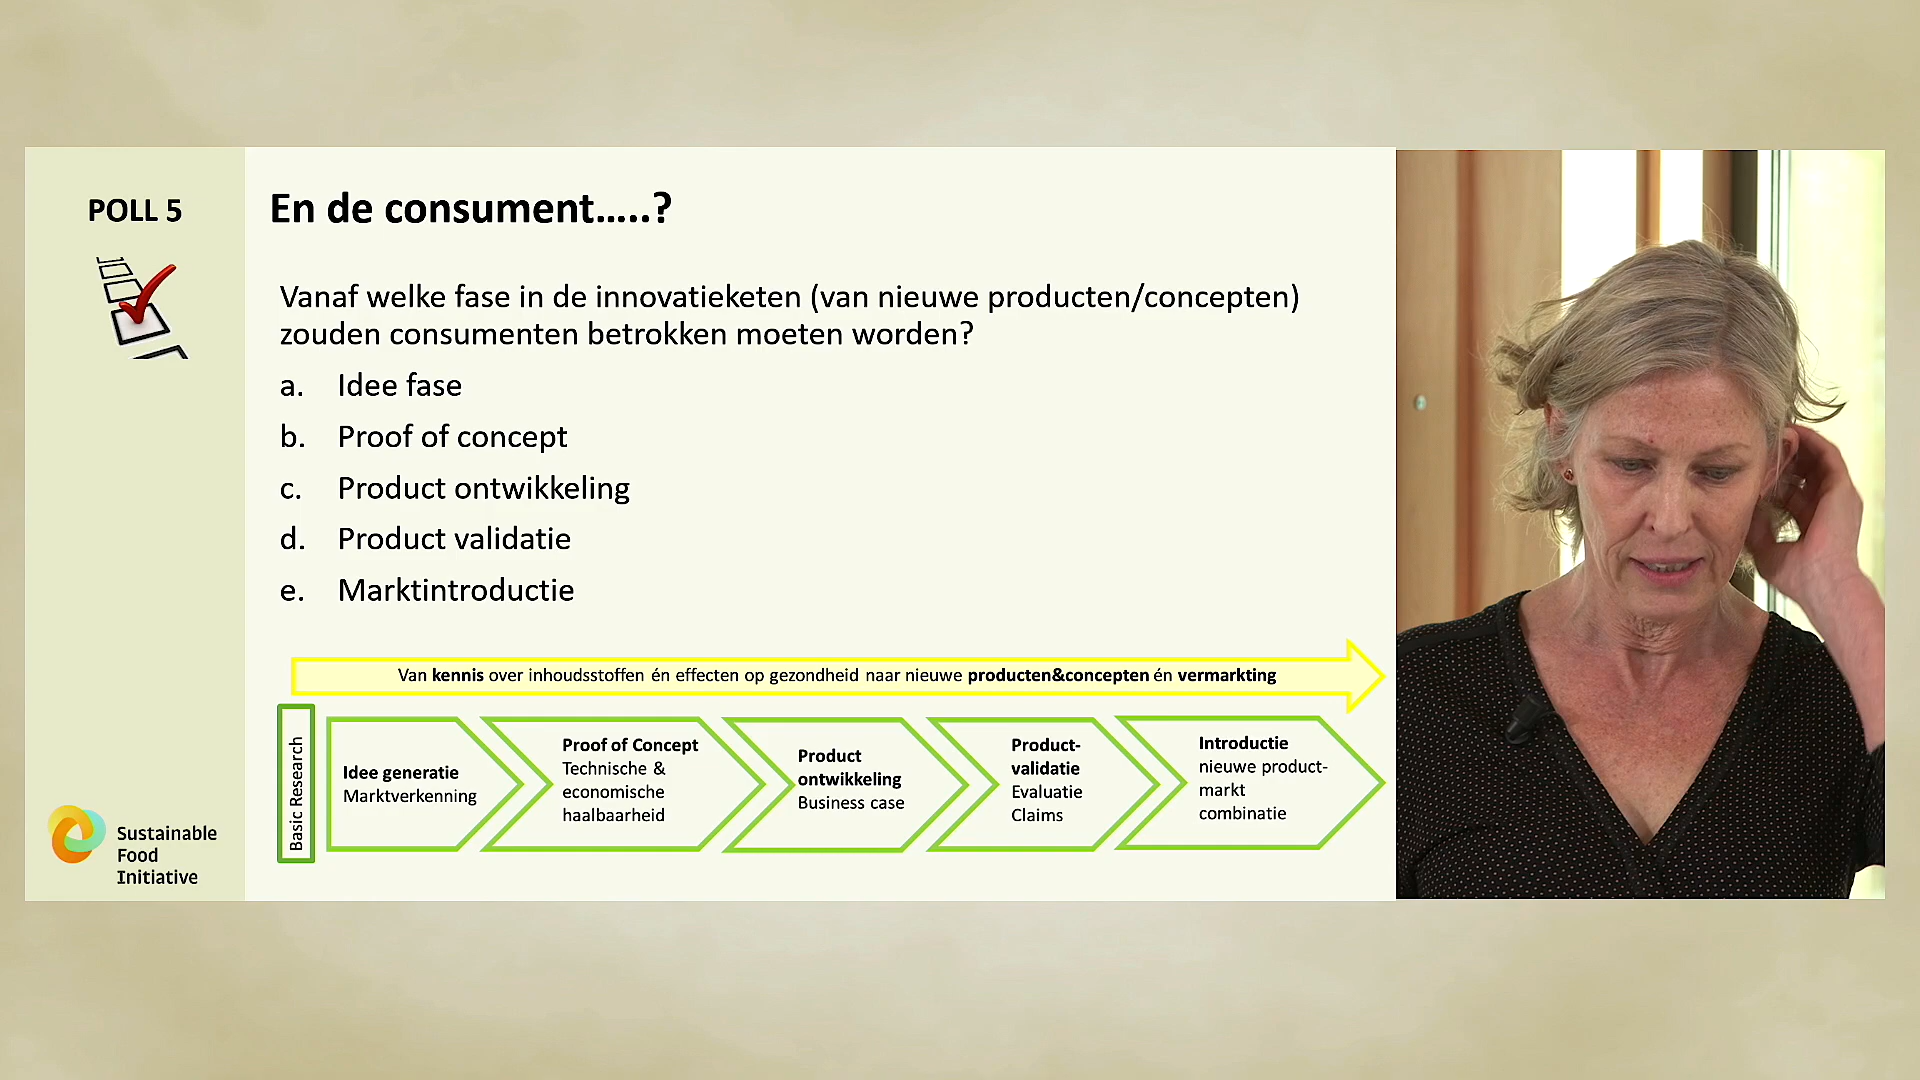 POLL 5
En de consument…..?
Vanaf welke fase in de innovatieketen (van nieuwe producten/concepten)
zouden consumenten betrokken moeten worden?
a. Idee fase
b. Proof of concept
c. Product ontwikkeling
d. Product validatie
e. Marktintroductie
Van kennis over inhoudsstoffen én effecten op gezondheid naar nieuwe producten&concepten én vermarkting
Basic Research
Idee generatie
Marktverkenning
Proof of Concept
Technische &
economische
haalbaarheid
Product
ontwikkeling
Business case
Product-
validatie
Evaluatie
Claims
Introductie
nieuwe product-
markt
combinatie
Sustainable
Food
Initiative